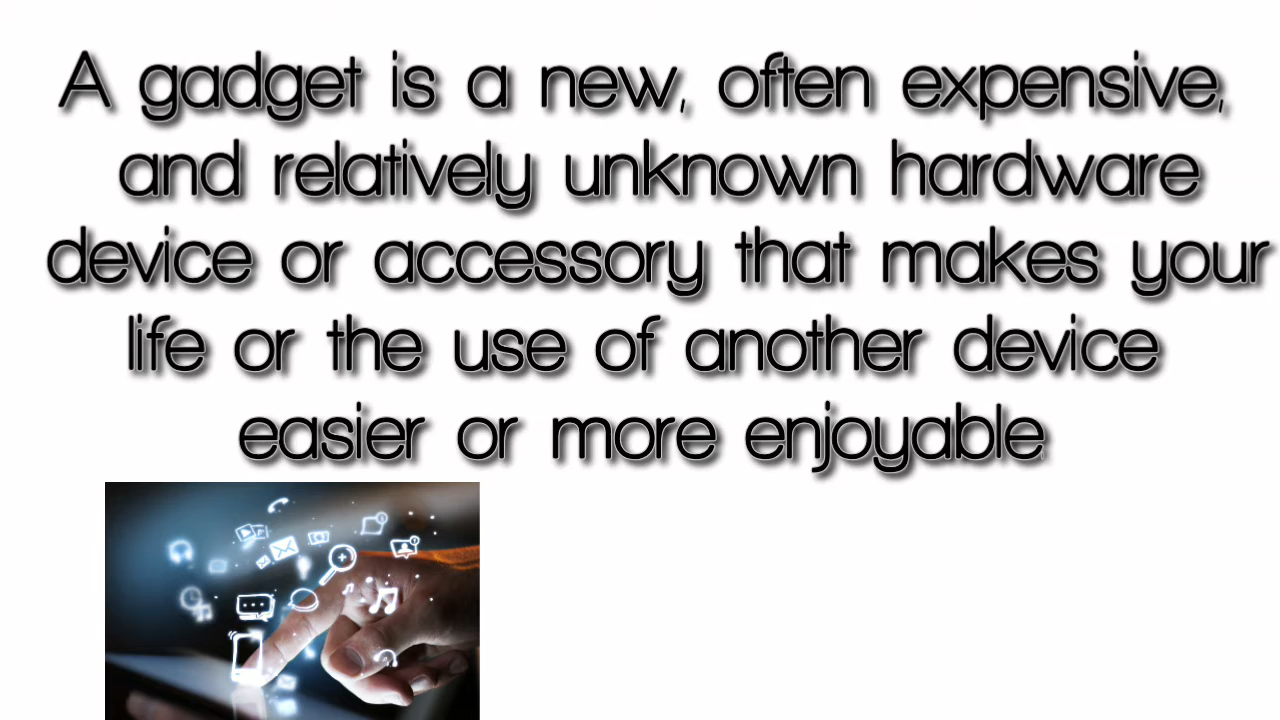 A gadget is a new, often expensive,
and relatively unknown hardware
device or accessory that makes your
life or the use of another device
easier or more enjoyable.